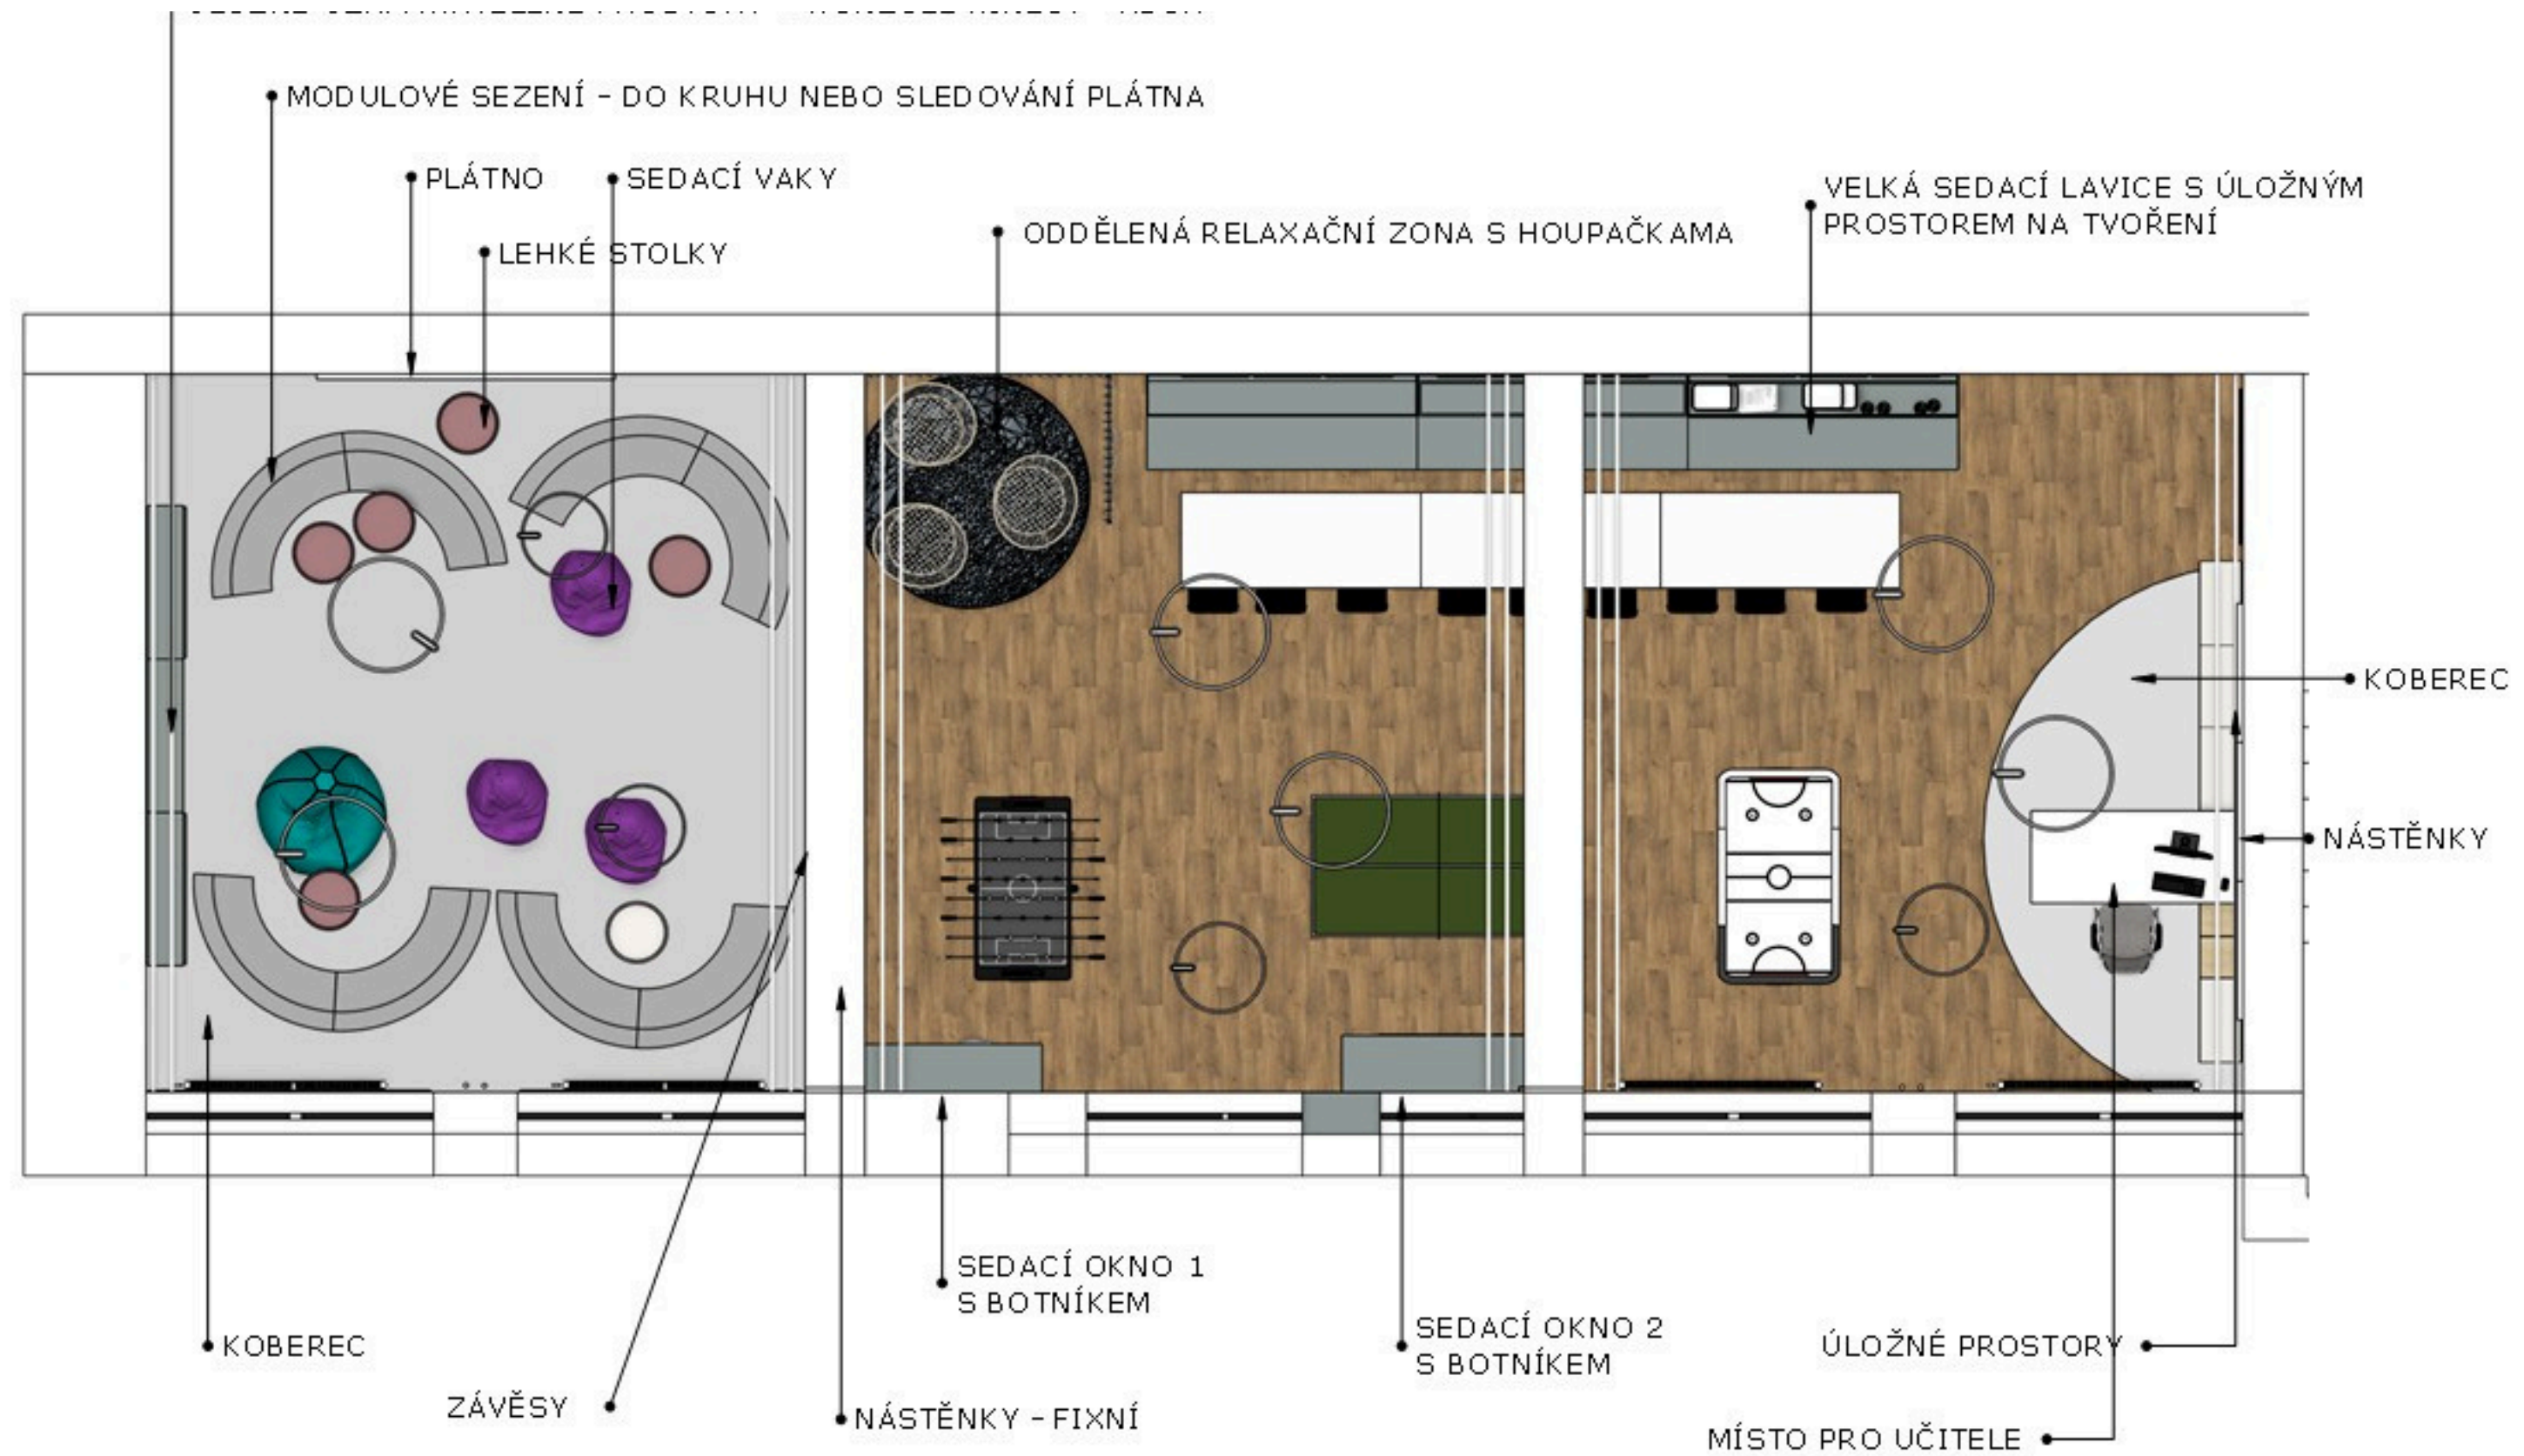 MODULOVÉ SEZENÍ - DO KRUHU NEBO SLEDOVÁNÍ PLÁTNA
PLÁTNO
SEDACÍ VAKY
VELKÁ SEDACÍ LAVICE S ÚLOŽNÝM
PROSTOREM NA TVOŘENÍ
LEHKÉ STOLKY
ODDĚLENÁ RELAXAČNÍ ZONA S HOUPAČKAMA
KOBEREC
NÁSTĚNKY
SEDACÍ OKNO 1
S BOTNÍKEM
SEDACÍ OKNO 2
S BOTNÍKEM
KOBEREC
ÚLOŽNÉ PROSTORY
ZÁVĚSY
NÁSTĚNKY - FIXNÍ
MÍSTO PRO UČITELE